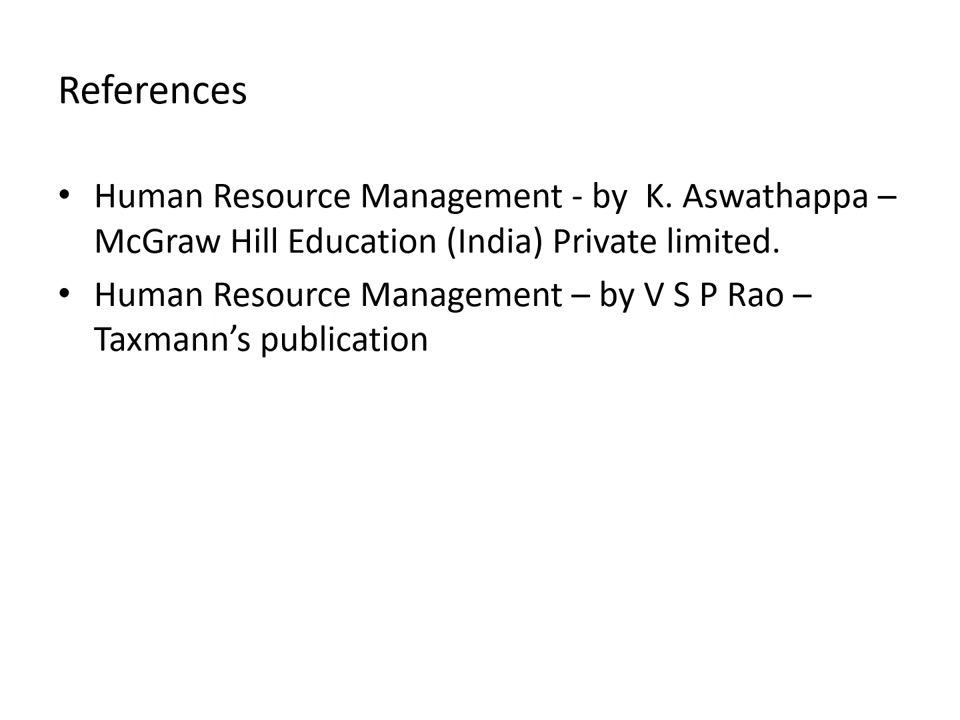 References
• Human Resource Management - by  K. Aswathappa –
McGraw Hill Education (India) Private limited.
• Human Resource Management – by V S P Rao –
Taxmann’s publication